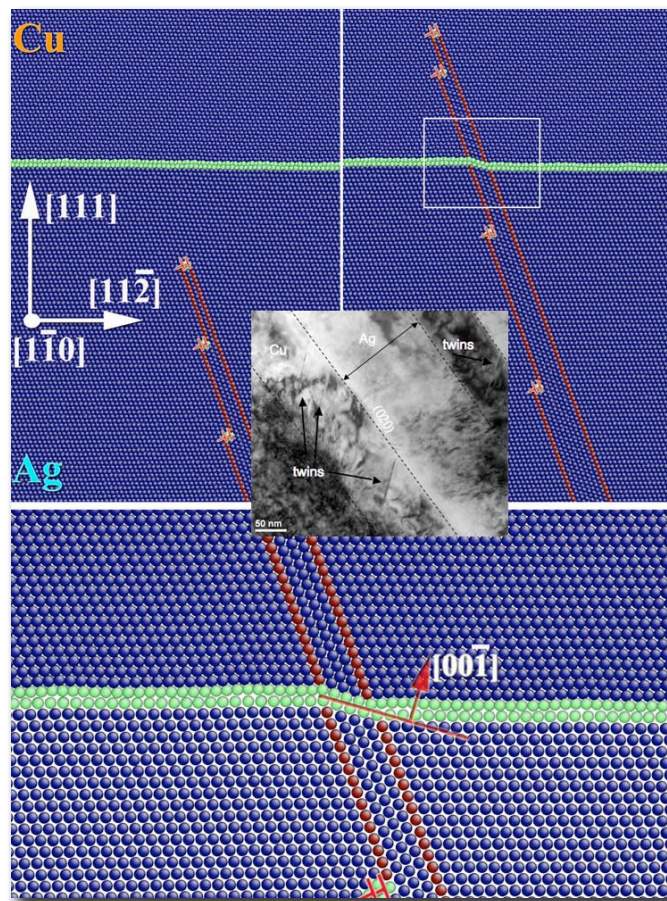 Cu
[111]
[112̅]
[11̅0]
Ag
Cu
Ag
twins
(020)
twins
50 nm
[001̅]